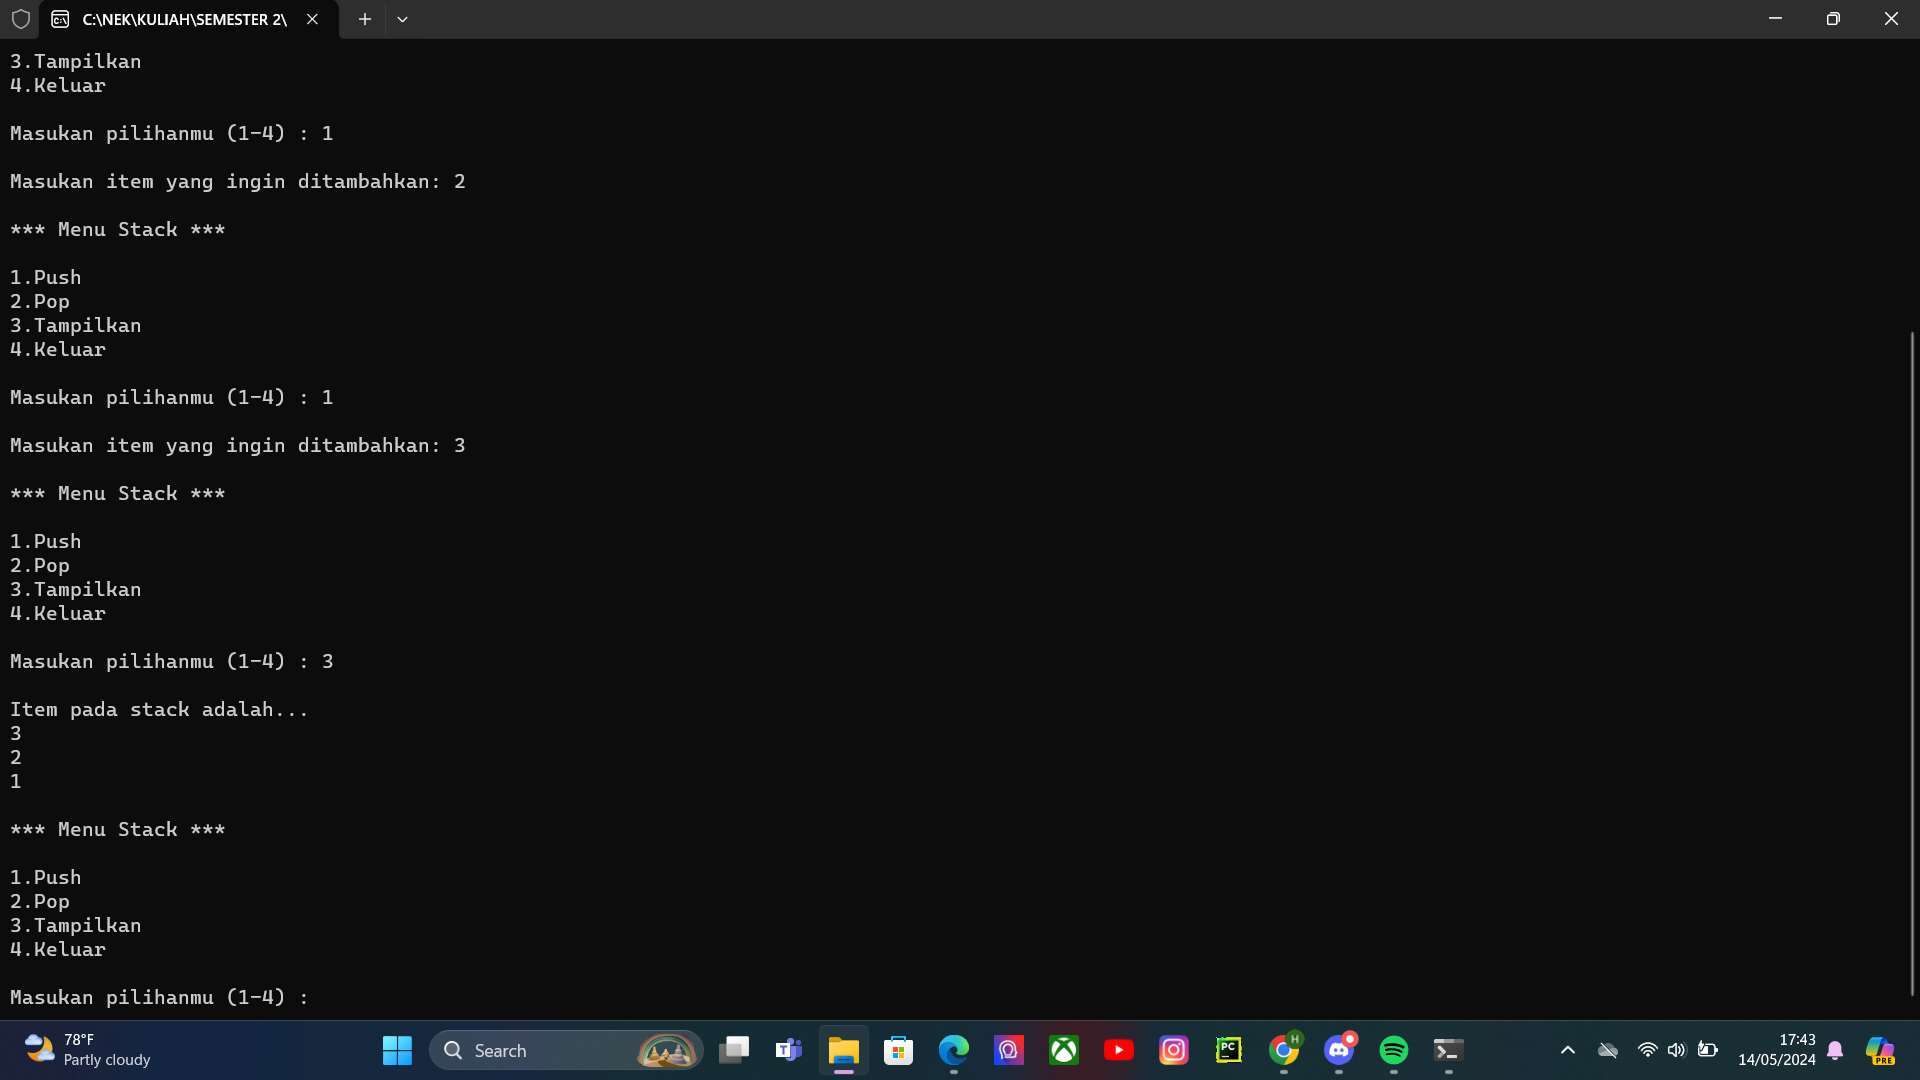 C:\NEK\KULIAH\SEMESTER 2\
3.Tampilkan
4.Keluar
Masukan pilihanmu (1-4) : 1
Masukan item yang ingin ditambahkan: 2
*** Menu Stack ***
1.Push
2.Pop
3.Tampilkan
4.Keluar
Masukan pilihanmu (1-4) : 1
Masukan item yang ingin ditambahkan: 3
*** Menu Stack ***
1.Push
2.Pop
3.Tampilkan
4.Keluar
Masukan pilihanmu (1-4) : 3
Item pada stack adalah...
3
2
1
*** Menu Stack ***
1.Push
2.Pop
3.Tampilkan
4.Keluar
Masukan pilihanmu (1-4) :
78°F
Partly cloudy
Search
T
PC
H
17:43
14/05/2024
PRE